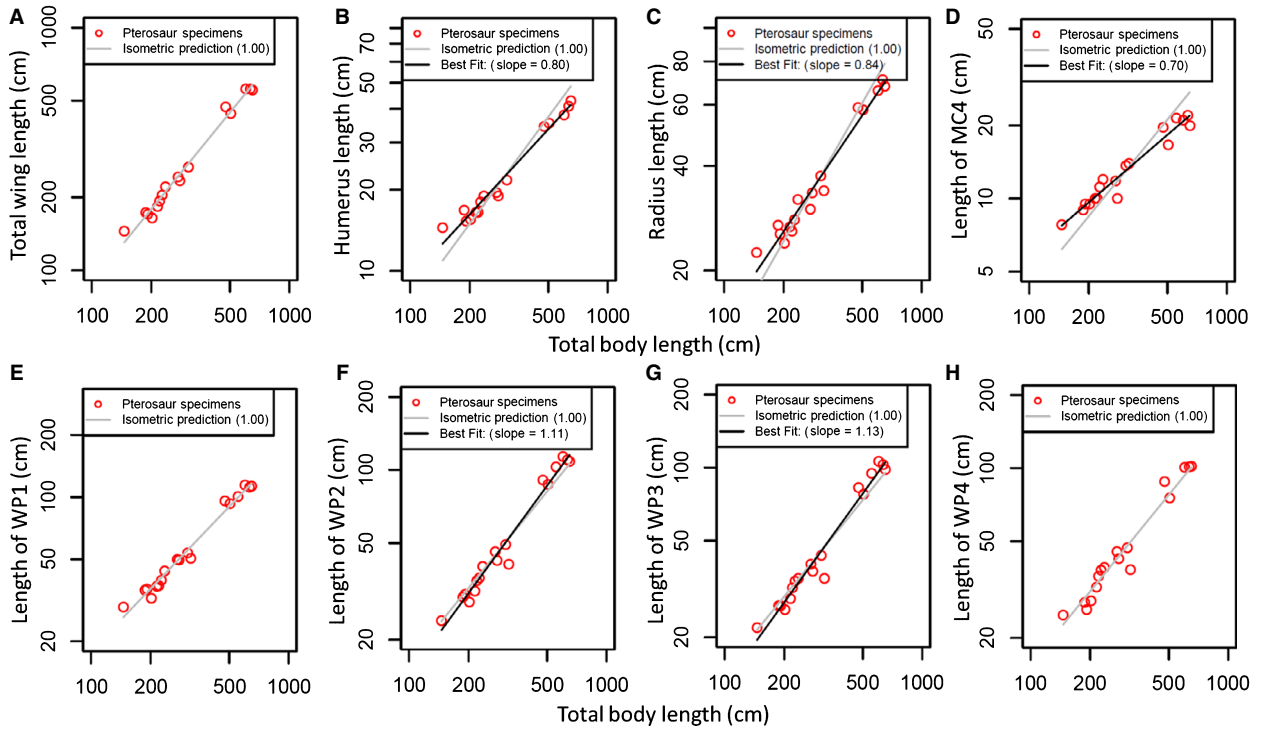 A
Pterosaur specimens
Isometric prediction (1.00)
Total wing length (cm)
1000
500
200
100
100 200 500 1000
B
Pterosaur specimens
Isometric prediction (1.00)
Best Fit: (slope = 0.80)
Humerus length (cm)
70
50
30
20
10
100 200 500 1000
C
Pterosaur specimens
Isometric prediction (1.00)
Best Fit: (slope = 0.84)
Radius length (cm)
80
60
40
20
100 200 500 1000
D
Pterosaur specimens
Isometric prediction (1.00)
Best Fit: (slope = 0.70)
Length of MC4 (cm)
50
20
10
5
100 200 500 1000
Total body length (cm)
E
Pterosaur specimens
Isometric prediction (1.00)
Length of WP1 (cm)
200
100
50
20
100 200 500 1000
F
Pterosaur specimens
Isometric prediction (1.00)
Best Fit: (slope = 1.11)
Length of WP2 (cm)
200
100
50
20
100 200 500 1000
G
Pterosaur specimens
Isometric prediction (1.00)
Best Fit: (slope = 1.13)
Length of WP3 (cm)
200
100
50
20
100 200 500 1000
H
Pterosaur specimens
Isometric prediction (1.00)
Length of WP4 (cm)
200
100
50
20
100 200 500 1000
Total body length (cm)